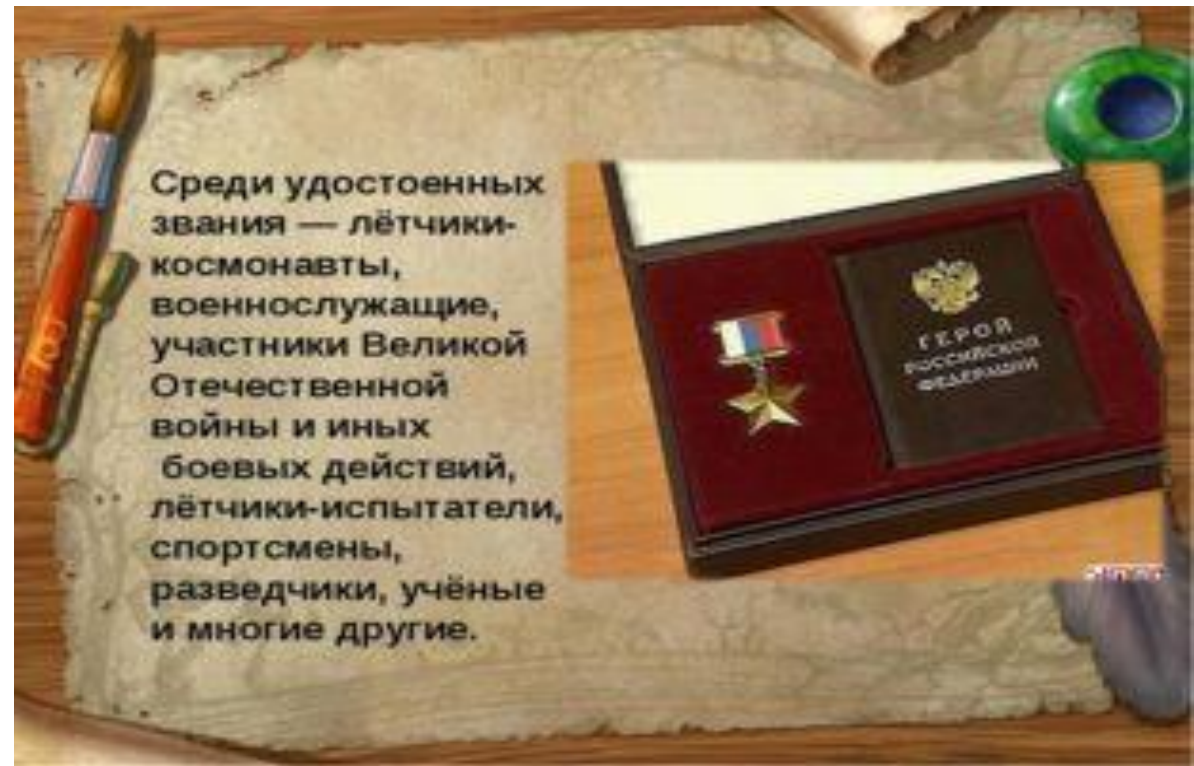 Среди удостоенных
звания — лётчики-
космонавты,
военнослужащие,
участники Великой
Отечественной
войны и иных
боевых действий,
лётчики-испытатели,
спортсмены,
разведчики, учёные
и многие другие.
ГЕРОЙ
РОССИЙСКОЙ
ФЕДЕРАЦИИ